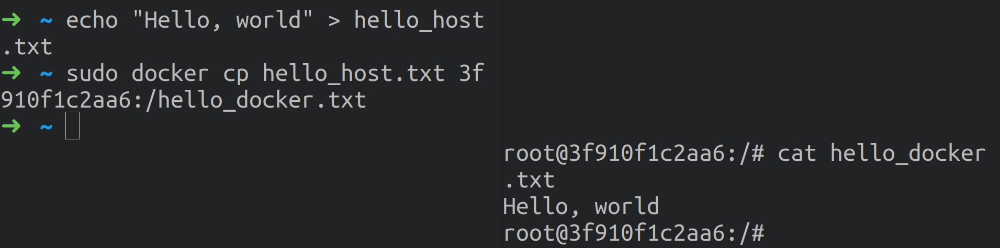 ➜  ~ echo "Hello, world" > hello_host
.txt
➜  ~ sudo docker cp hello_host.txt 3f
910f1c2aa6:/hello_docker.txt
➜  ~
root@3f910f1c2aa6:/# cat hello_docker
.txt
Hello, world
root@3f910f1c2aa6:/#